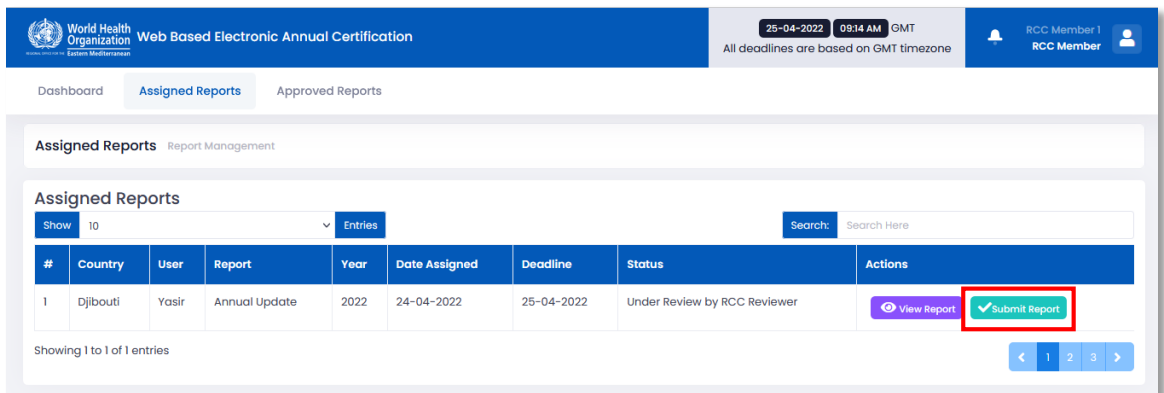 World Health
Organization
REGIONAL OFFICE FOR THE Eastern Mediterranean
Web Based Electronic Annual Certification
25-04-2022 09:14 AM GMT
All deadlines are based on GMT timezone
RCC Member 1
RCC Member
Dashboard Assigned Reports Approved Reports
Assigned Reports Report Management
Assigned Reports
Show 10 Entries Search: Search Here
# Country User Report Year Date Assigned Deadline Status Actions
1 Djibouti Yasir Annual Update 2022 24-04-2022 25-04-2022 Under Review by RCC Reviewer View Report Submit Report
Showing 1 to 1 of 1 entries
< 1 2 3 >